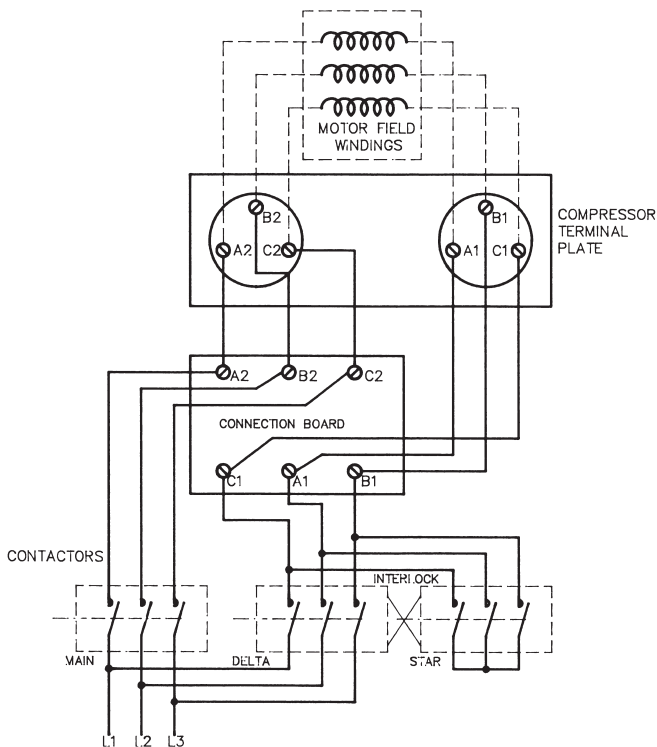 MOTOR FIELD
WINDINGS
B2
A2
C2
B1
A1
C1
COMPRESSOR
TERMINAL
PLATE
A2
B2
C2
CONNECTION BOARD
C1
A1
B1
CONTACTORS
INTERLOCK
MAIN
DELTA
STAR
L1
L2
L3